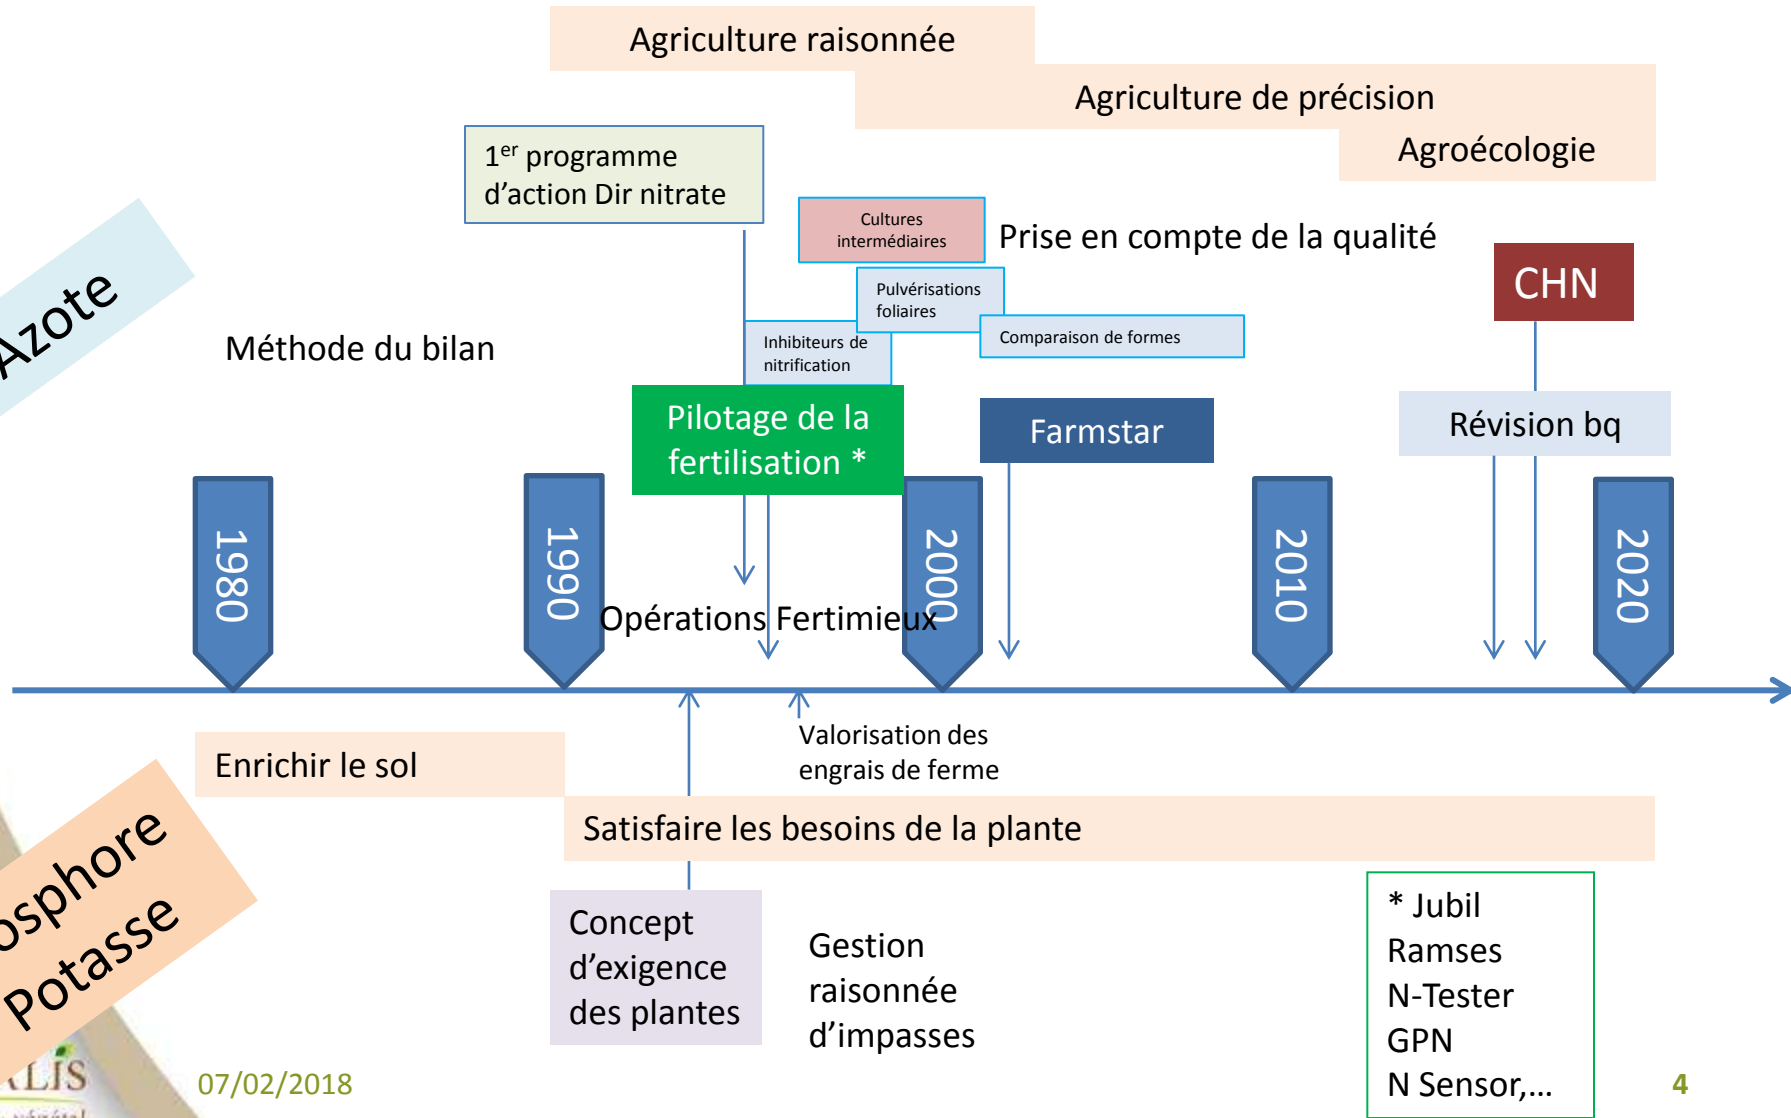 Agriculture raisonnée
Agriculture de précision
Agroécologie
1er programme
d'action Dir nitrate
Cultures
intermédiaires
Prise en compte de la qualité
CHN
Azote
Pulvérisations
foliaires
Comparaison de formes
Méthode du bilan
Inhibiteurs de
nitrification
Pilotage de la
fertilisation *
Farmstar
Révision bq
1980
1990
2000
2010
2020
Opérations Fertimieux
Valorisation des
engrais de ferme
Enrichir le sol
Satisfaire les besoins de la plante
osphore
Potasse
Concept
d'exigence
des plantes
Gestion
raisonnée
d'impasses
* Jubil
Ramses
N-Tester
GPN
N Sensor,...
07/02/2018
4